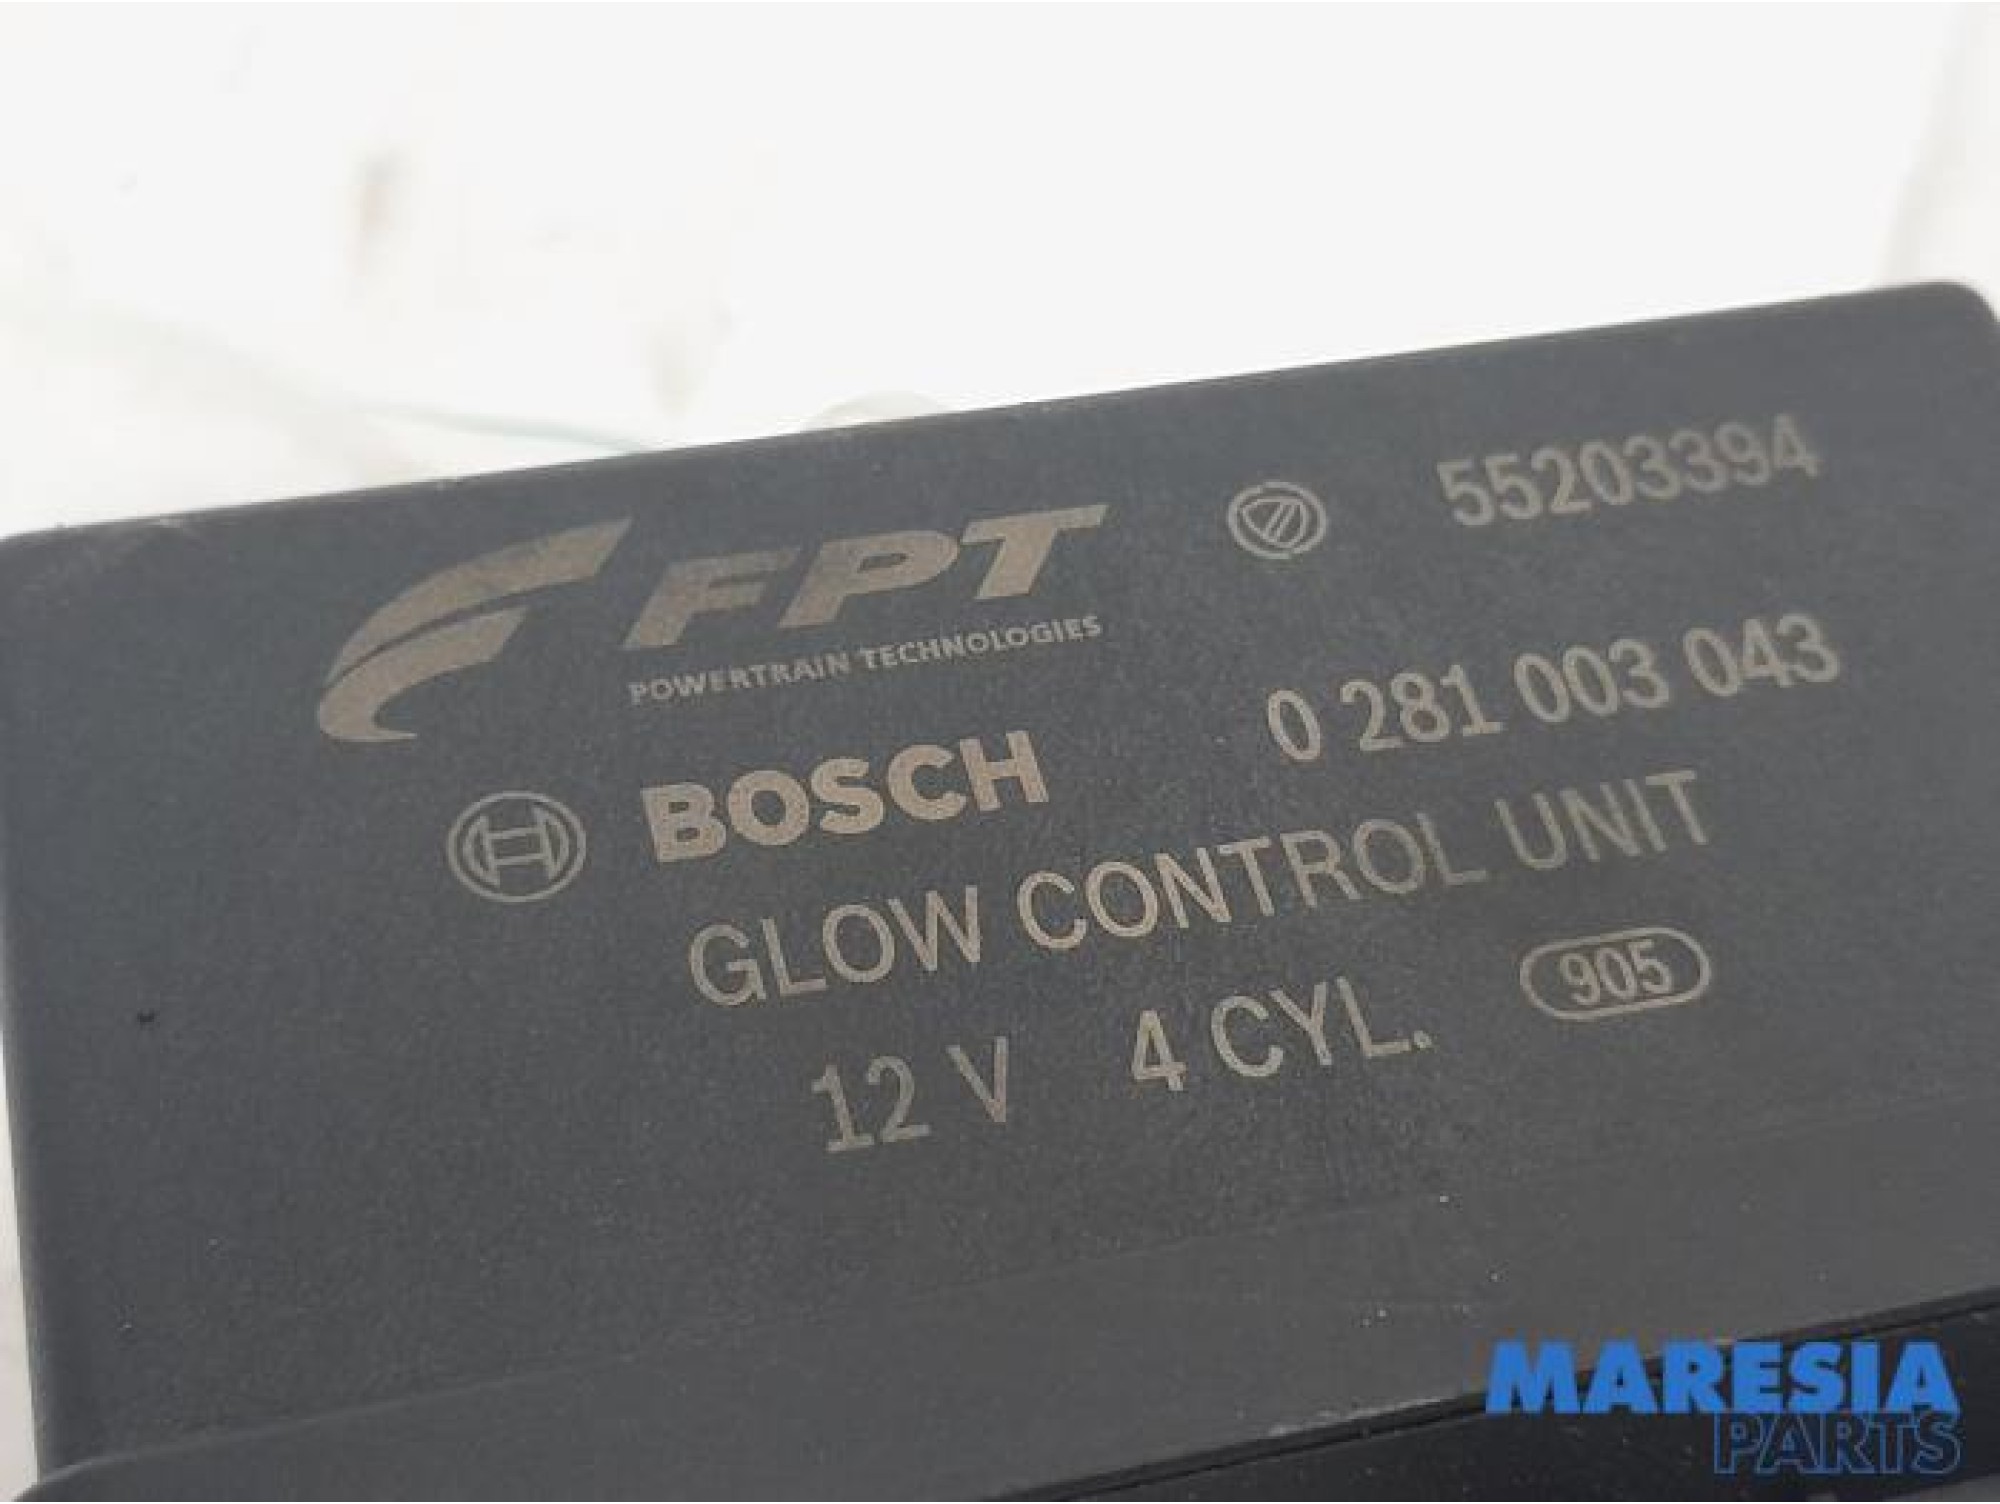 FPT 55203394
POWERTRAIN TECHNOLOGIES
BOSCH 0 281 003 043
GLOW CONTROL UNIT
12 V 4 CYL. 905
MARESIA
PARTS